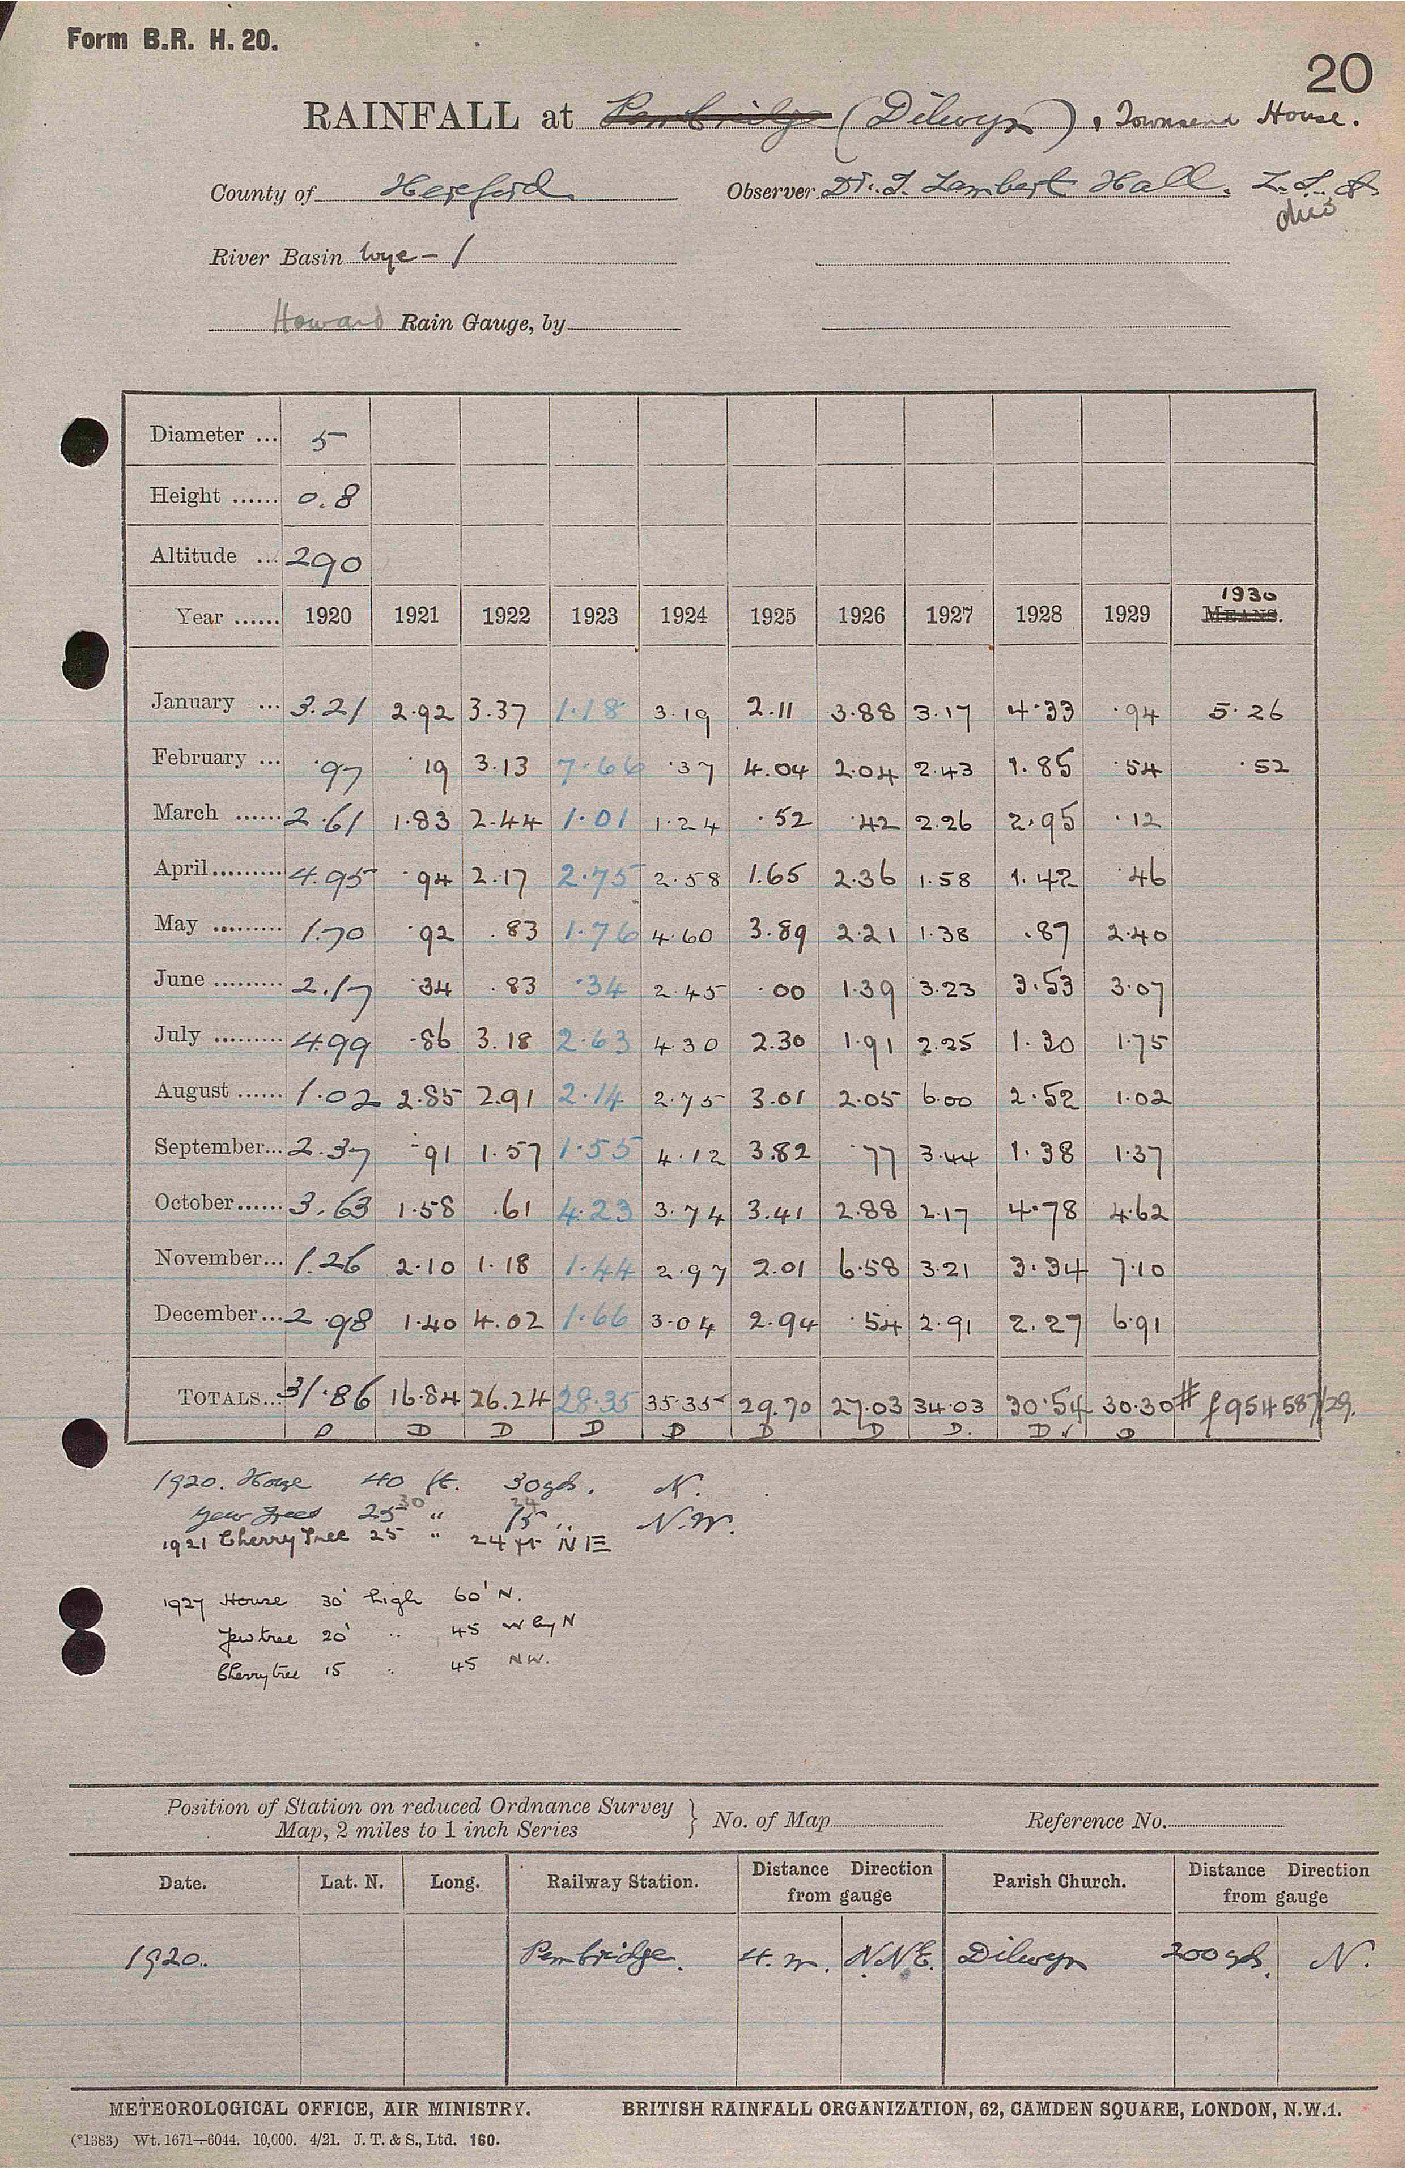 Form B.R. H. 20.
20
RAINFALL at Pembridge (Dilwyn), Townsend House.
County of Hereford Observer Dr. T. Lambert Hall.
River Basin Wye - 1
Howard Rain Gauge, by
Diameter ... 5
Height ...... 0.8
Altitude ... 290
Year ...... 1920 1921 1922 1923 1924 1925 1926 1927 1928 1929 1930 MEANS.
January ... 3.21 2.92 3.37 1.18 3.19 2.11 3.88 3.17 4.33 .94 5.26
February ... .97 .19 3.13 7.66 .37 4.04 2.04 2.43 1.85 .54 .52
March ...... 2.61 1.83 2.44 1.01 1.24 .52 .42 2.26 2.95 .12
April......... 4.95 .94 2.17 2.75 2.58 1.65 2.36 1.58 1.42 .46
May ......... 1.70 .92 .83 1.76 4.60 3.89 2.21 1.38 .87 2.40
June ......... 2.17 .34 .83 .34 2.45 .00 1.39 3.23 3.53 3.07
July ......... 4.99 .86 3.18 2.63 4.30 2.30 1.91 2.25 1.30 1.75
August ...... 1.02 2.85 2.91 2.14 2.75 3.01 2.05 6.00 2.52 1.02
September... 2.37 .91 1.57 1.55 4.12 3.82 .77 3.44 1.38 1.37
October...... 3.63 1.58 .61 4.23 3.74 3.41 2.88 2.17 4.78 4.62
November... 1.26 2.10 1.18 1.44 2.97 2.01 6.58 3.21 3.34 7.10
December... 2.98 1.40 4.02 1.66 3.04 2.94 .54 2.91 2.27 6.91
TOTALS... 31.86 16.84 26.24 28.35 35.35 29.70 27.03 34.03 30.54 30.30 # f954587/29.
D D D D D D D D. D √ D
1920. House 40 ft. 30 yds. N.
Yew Trees 25 30 " 15 24 " N.W.
1921 Cherry Tree 25 " 24 ft NE
1927 House 30' high 60' N.
Yew tree 20' " 45 W by N
Cherry tree 15 " 45 NW.
Position of Station on reduced Ordnance Survey
Map, 2 miles to 1 inch Series } No. of Map Reference No.
Date. Lat. N. Long. Railway Station. Distance Direction from gauge Parish Church. Distance Direction from gauge
1920. Pembridge. 4. m. N.N.E. Dilwyn 200 yds. N.
METEOROLOGICAL OFFICE, AIR MINISTRY. BRITISH RAINFALL ORGANIZATION, 62, CAMDEN SQUARE, LONDON, N.W.1.
(*1383) Wt. 1671—6044. 10,000. 4/21. J. T. & S., Ltd. 160.